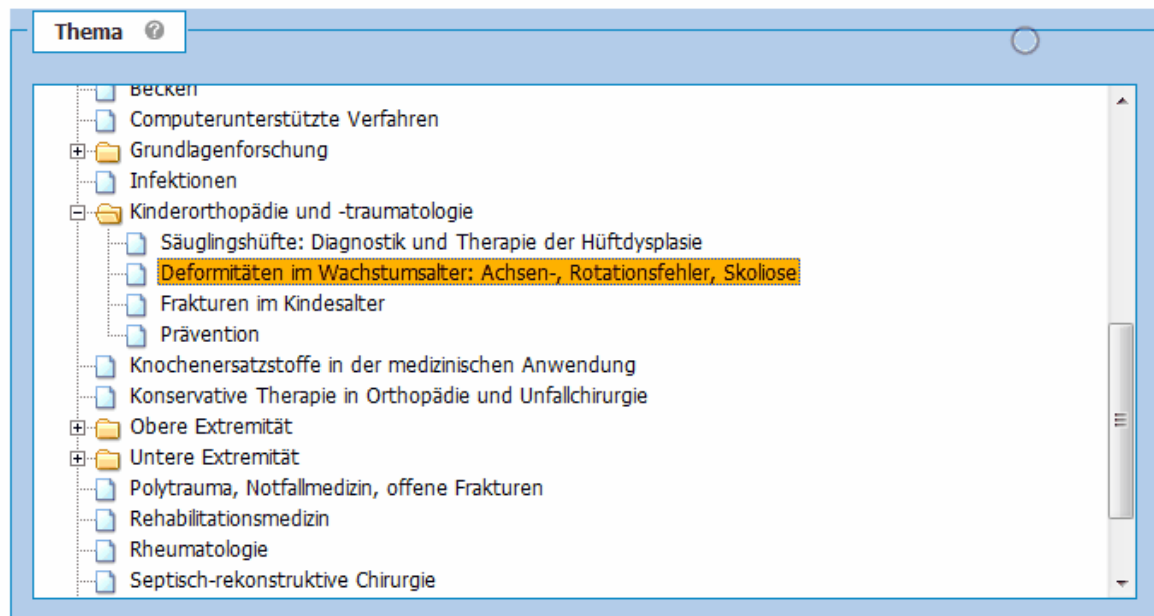 Thema
Becken
Computerunterstützte Verfahren
Grundlagenforschung
Infektionen
Kinderorthopädie und -traumatologie
Säuglingshüfte: Diagnostik und Therapie der Hüftdysplasie
Deformitäten im Wachstumsalter: Achsen-, Rotationsfehler, Skoliose
Frakturen im Kindesalter
Prävention
Knochenersatzstoffe in der medizinischen Anwendung
Konservative Therapie in Orthopädie und Unfallchirurgie
Obere Extremität
Untere Extremität
Polytrauma, Notfallmedizin, offene Frakturen
Rehabilitationsmedizin
Rheumatologie
Septisch-rekonstruktive Chirurgie